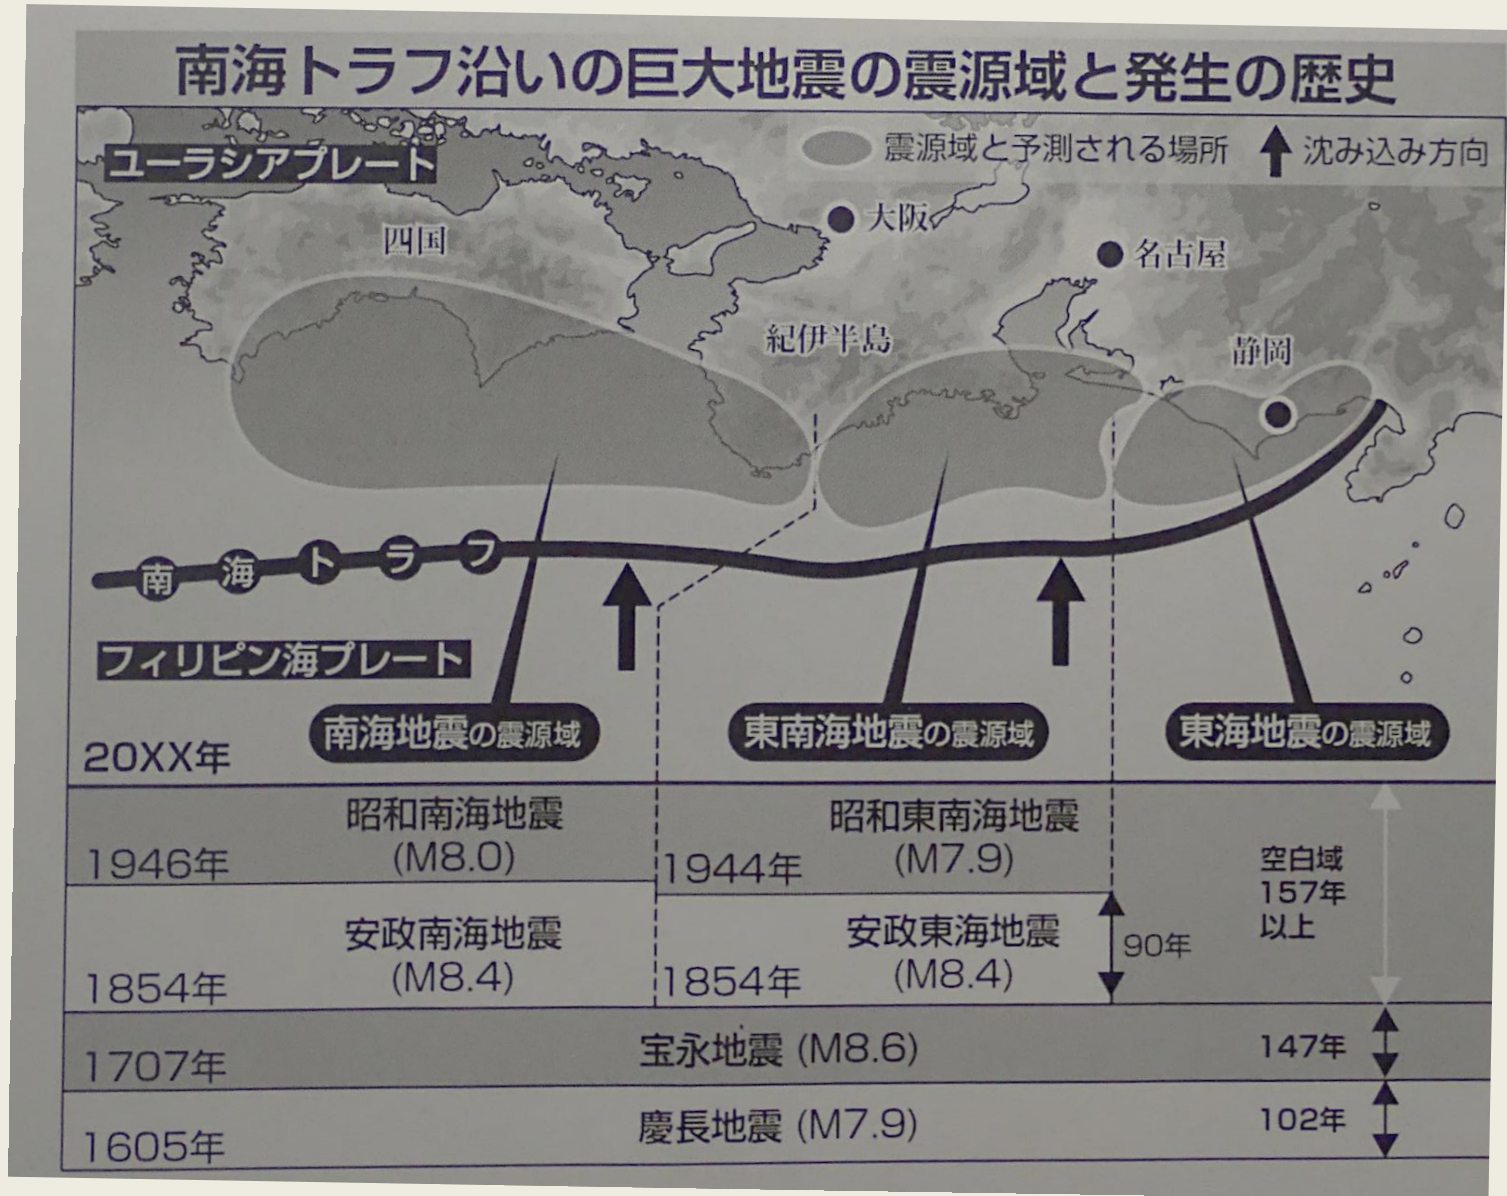 南海トラフ沿いの巨大地震の震源域と発生の歴史
ユーラシアプレート
震源域と予測される場所
沈み込み方向
四国
大阪
名古屋
紀伊半島
静岡
南海トラフ
フィリピン海プレート
南海地震の震源域
東南海地震の震源域
東海地震の震源域
20XX年
昭和南海地震
(M8.0)
1946年
昭和東南海地震
(M7.9)
1944年
空白域
157年
以上
安政南海地震
(M8.4)
1854年
安政東海地震
(M8.4)
1854年
90年
1707年
宝永地震 (M8.6)
147年
1605年
慶長地震 (M7.9)
102年